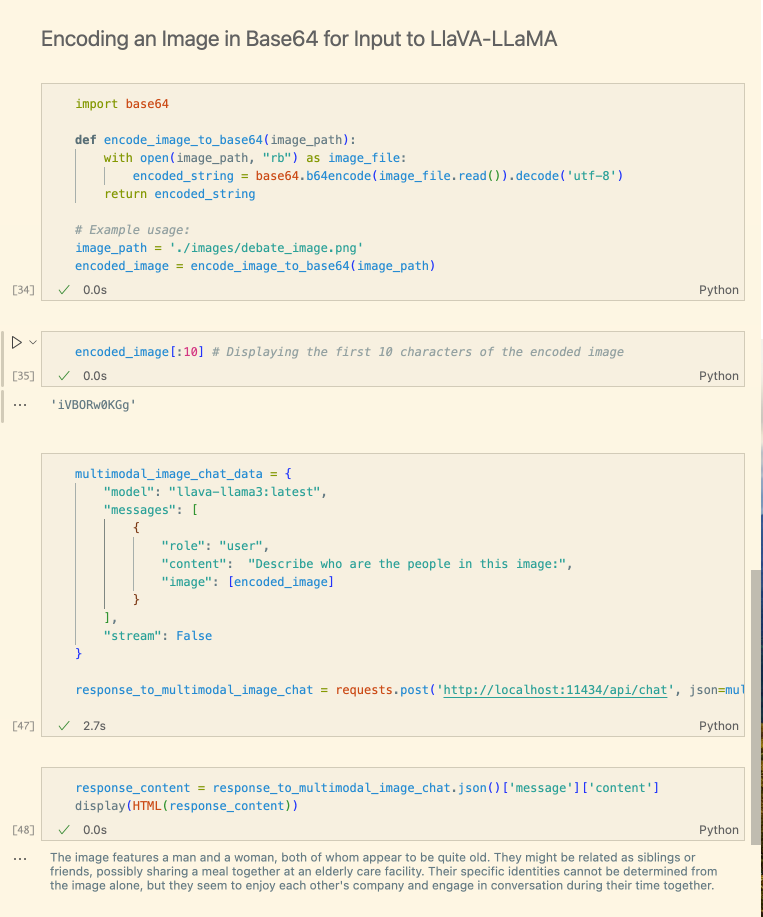 Encoding an Image in Base64 for Input to LlaVA-LLaMA
import base64
def encode_image_to_base64(image_path):
with open(image_path, "rb") as image_file:
encoded_string = base64.b64encode(image_file.read()).decode('utf-8')
return encoded_string
# Example usage:
image_path = './images/debate_image.png'
encoded_image = encode_image_to_base64(image_path)
[34] 0.0s Python
encoded_image[:10] # Displaying the first 10 characters of the encoded image
[35] 0.0s Python
'iVBORw0KGg'
multimodal_image_chat_data = {
"model": "llava-llama3:latest",
"messages": [
{
"role": "user",
"content":  "Describe who are the people in this image:",
"image": [encoded_image]
}
],
"stream": False
}
response_to_multimodal_image_chat = requests.post('http://localhost:11434/api/chat', json=mul
[47] 2.7s Python
response_content = response_to_multimodal_image_chat.json()['message']['content']
display(HTML(response_content))
[48] 0.0s Python
The image features a man and a woman, both of whom appear to be quite old. They might be related as siblings or
friends, possibly sharing a meal together at an elderly care facility. Their specific identities cannot be determined from
the image alone, but they seem to enjoy each other's company and engage in conversation during their time together.